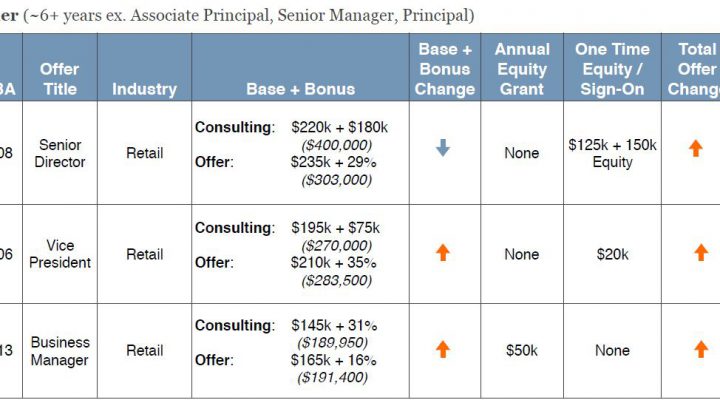 er (~6+ years ex. Associate Principal, Senior Manager, Principal)
BA
Offer Title
Industry
Base + Bonus
Base + Bonus Change
Annual Equity Grant
One Time Equity / Sign-On
Total Offer Change
08
Senior Director
Retail
Consulting: $220k + $180k
($400,000)
Offer: $235k + 29%
($303,000)
None
$125k + 150k Equity
06
Vice President
Retail
Consulting: $195k + $75k
($270,000)
Offer: $210k + 35%
($283,500)
None
$20k
13
Business Manager
Retail
Consulting: $145k + 31%
($189,950)
Offer: $165k + 16%
($191,400)
$50k
None